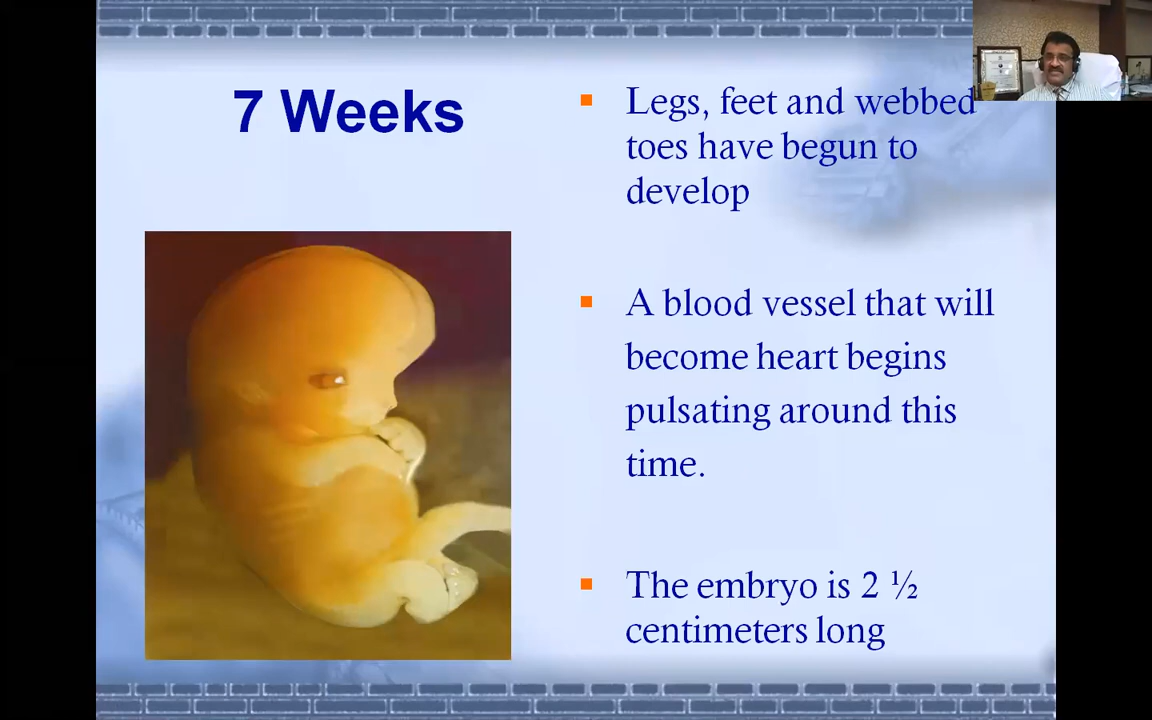 7 Weeks
Legs, feet and webbed
toes have begun to
develop
A blood vessel that will
become heart begins
pulsating around this
time.
The embryo is 2 ½
centimeters long